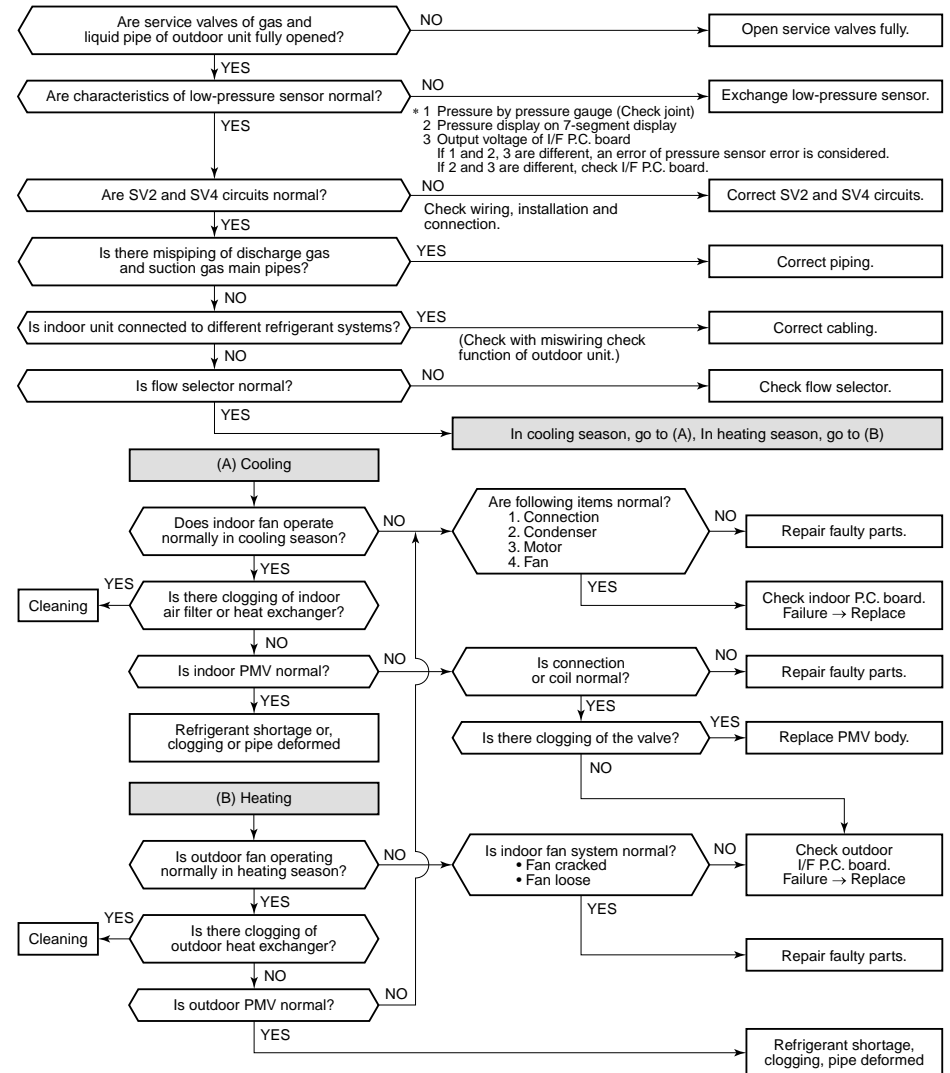 Are service valves of gas and
liquid pipe of outdoor unit fully opened?
NO
Open service valves fully.
YES
Are characteristics of low-pressure sensor normal?
NO
Exchange low-pressure sensor.
YES
* 1 Pressure by pressure gauge (Check joint)
2 Pressure display on 7-segment display
3 Output voltage of I/F P.C. board
If 1 and 2, 3 are different, an error of pressure sensor error is considered.
If 2 and 3 are different, check I/F P.C. board.
Are SV2 and SV4 circuits normal?
NO
Correct SV2 and SV4 circuits.
Check wiring, installation and
connection.
YES
Is there mispiping of discharge gas
and suction gas main pipes?
YES
Correct piping.
NO
Is indoor unit connected to different refrigerant systems?
YES
Correct cabling.
(Check with miswiring check
function of outdoor unit.)
NO
Is flow selector normal?
NO
Check flow selector.
YES
In cooling season, go to (A), In heating season, go to (B)
(A) Cooling
Does indoor fan operate
normally in cooling season?
NO
Are following items normal?
1. Connection
2. Condenser
3. Motor
4. Fan
NO
Repair faulty parts.
YES
YES
Check indoor P.C. board.
Failure → Replace
Is there clogging of indoor
air filter or heat exchanger?
YES
Cleaning
NO
Is indoor PMV normal?
NO
Is connection
or coil normal?
NO
Repair faulty parts.
YES
YES
Refrigerant shortage or,
clogging or pipe deformed
Is there clogging of the valve?
YES
Replace PMV body.
NO
(B) Heating
Is outdoor fan operating
normally in heating season?
NO
Is indoor fan system normal?
• Fan cracked
• Fan loose
NO
Check outdoor
I/F P.C. board.
Failure → Replace
YES
YES
Repair faulty parts.
Is there clogging of
outdoor heat exchanger?
YES
Cleaning
NO
Is outdoor PMV normal?
NO
YES
Refrigerant shortage,
clogging, pipe deformed